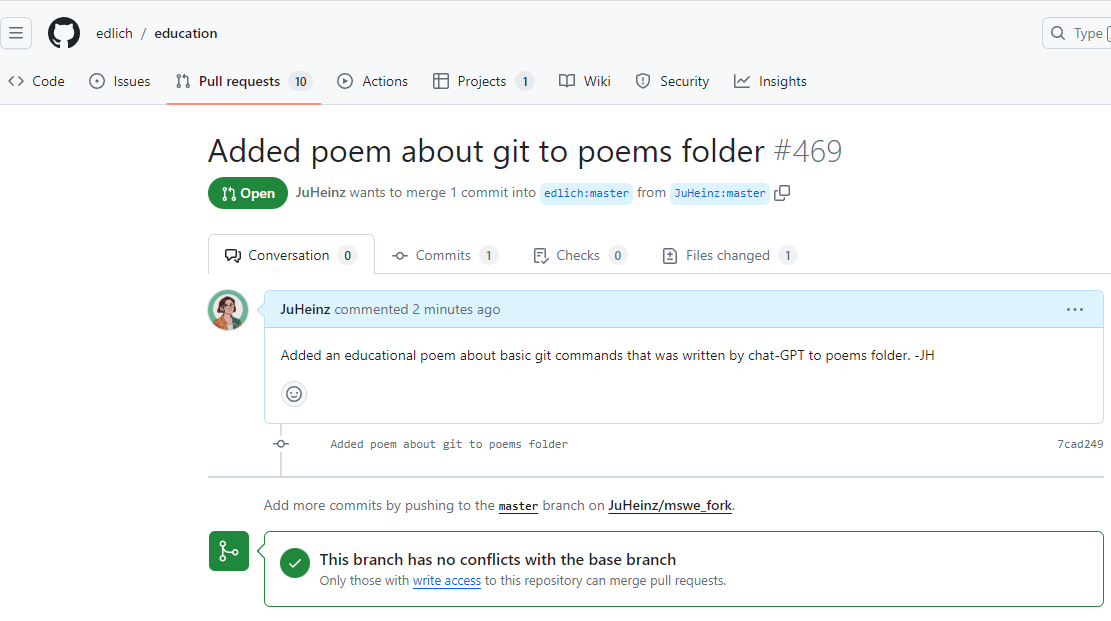 edlich / education
Type
Code Issues Pull requests 10 Actions Projects 1 Wiki Security Insights
Added poem about git to poems folder #469
Open JuHeinz wants to merge 1 commit into edlich:master from JuHeinz:master
Conversation 0 Commits 1 Checks 0 Files changed 1
JuHeinz commented 2 minutes ago
Added an educational poem about basic git commands that was written by chat-GPT to poems folder. -JH
Added poem about git to poems folder 7cad249
Add more commits by pushing to the master branch on JuHeinz/mswe_fork.
This branch has no conflicts with the base branch
Only those with write access to this repository can merge pull requests.